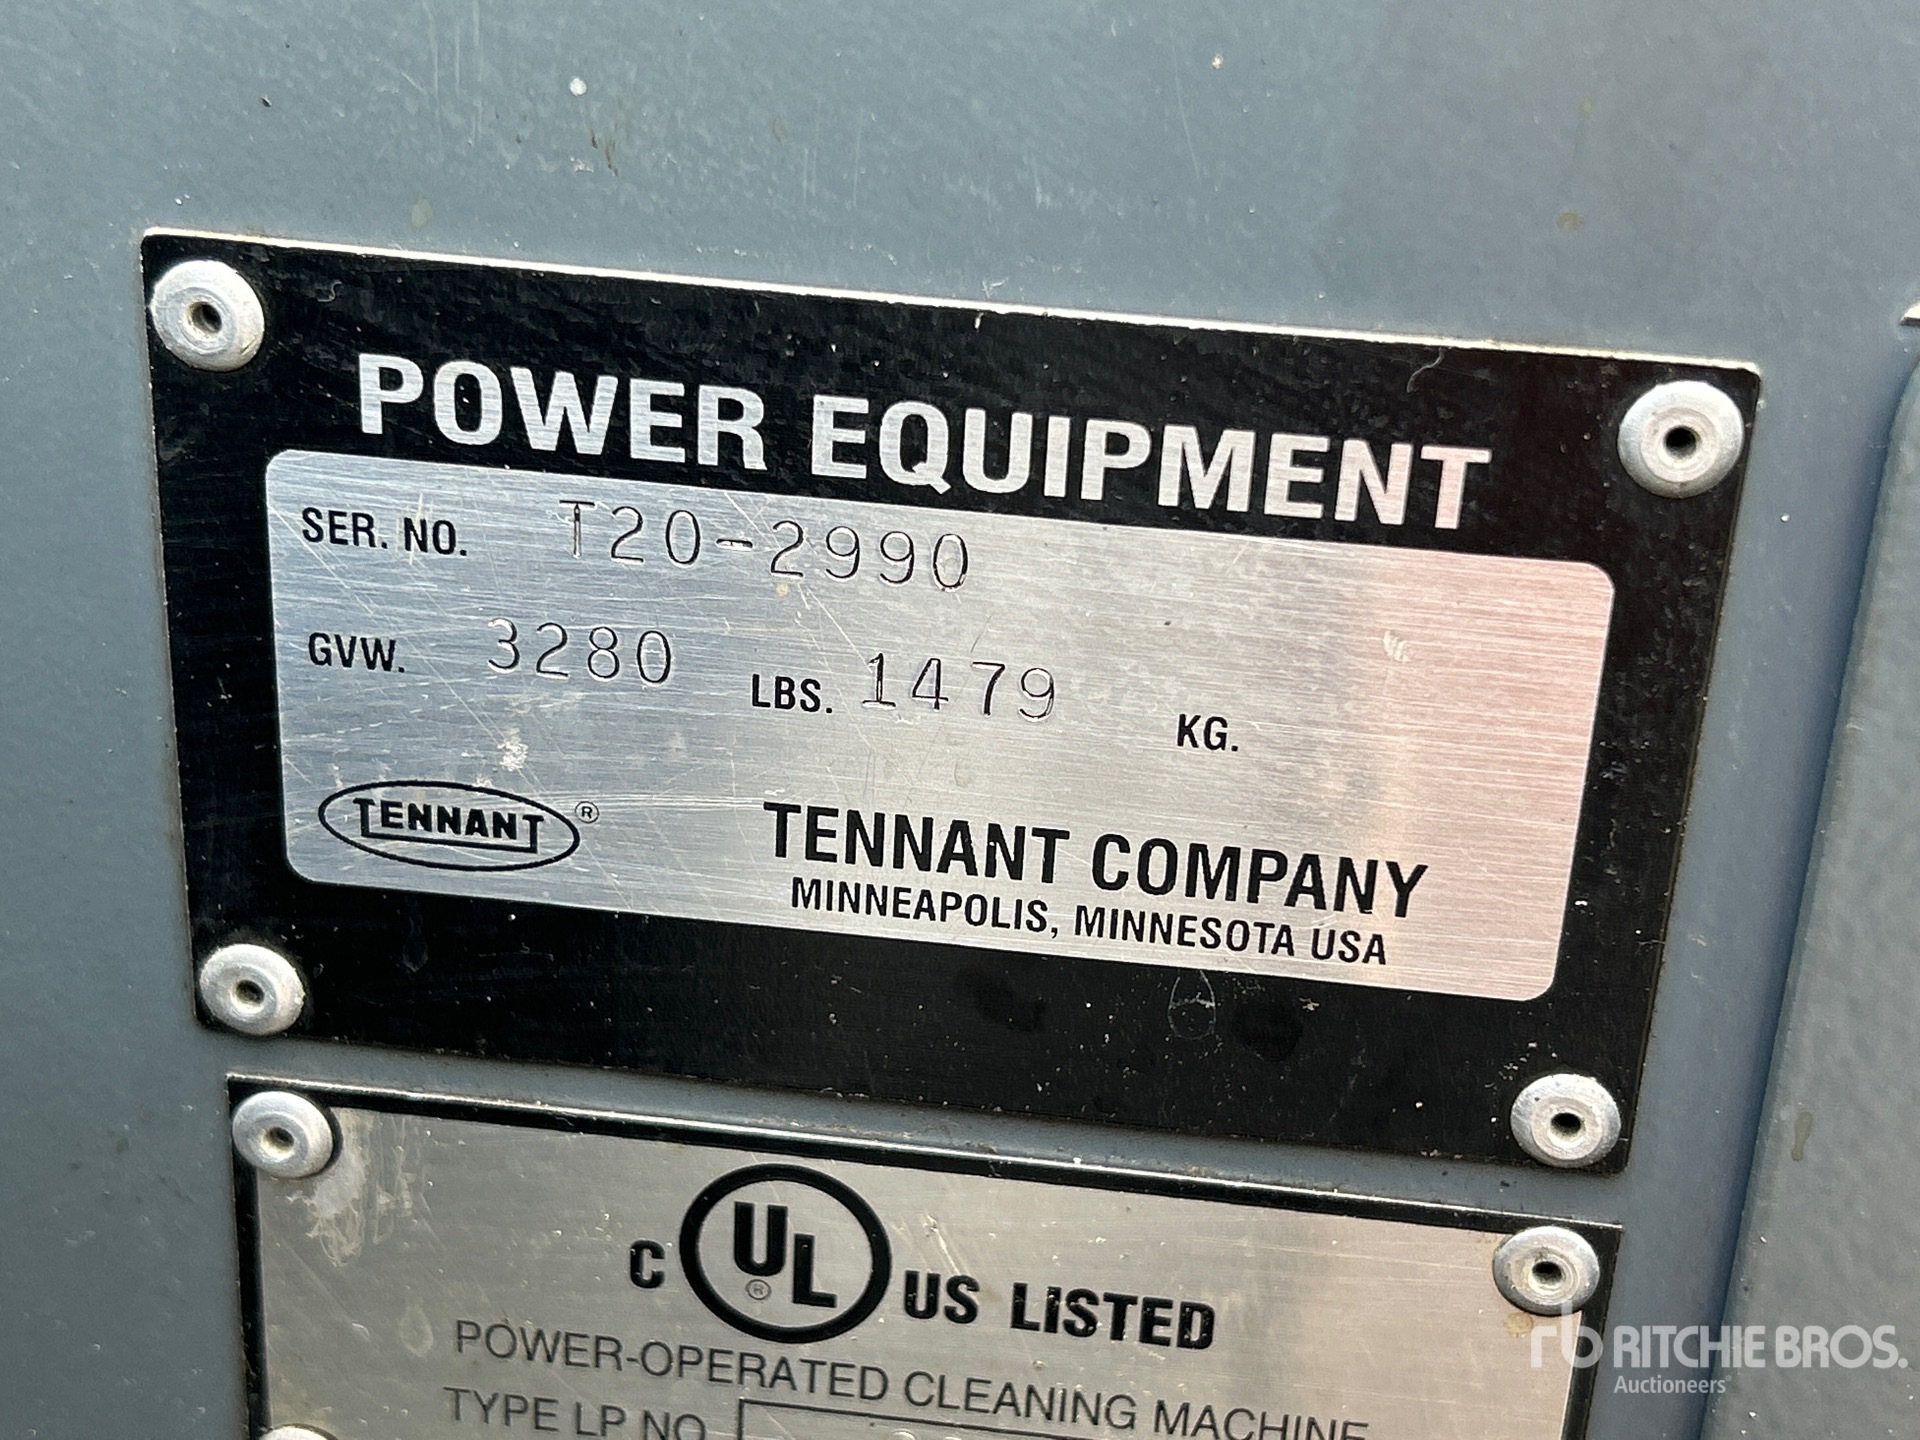 POWER EQUIPMENT
SER. NO. T20-2990
GVW. 3280 LBS. 1479 KG.
TENNANT ®
TENNANT COMPANY
MINNEAPOLIS, MINNESOTA USA
C UL ® US LISTED
POWER-OPERATED CLEANING MACHINE
TYPE LP NO
rb RITCHIE BROS.
Auctioneers